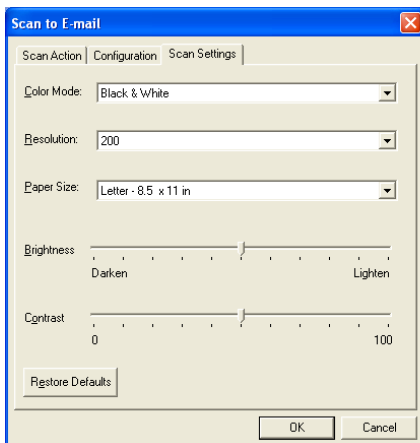 Scan to E-mail
Scan Action Configuration Scan Settings
Color Mode: Black & White
Resolution: 200
Paper Size: Letter - 8.5 x 11 in
Brightness
Darken Lighten
Contrast
0 100
Restore Defaults
OK Cancel